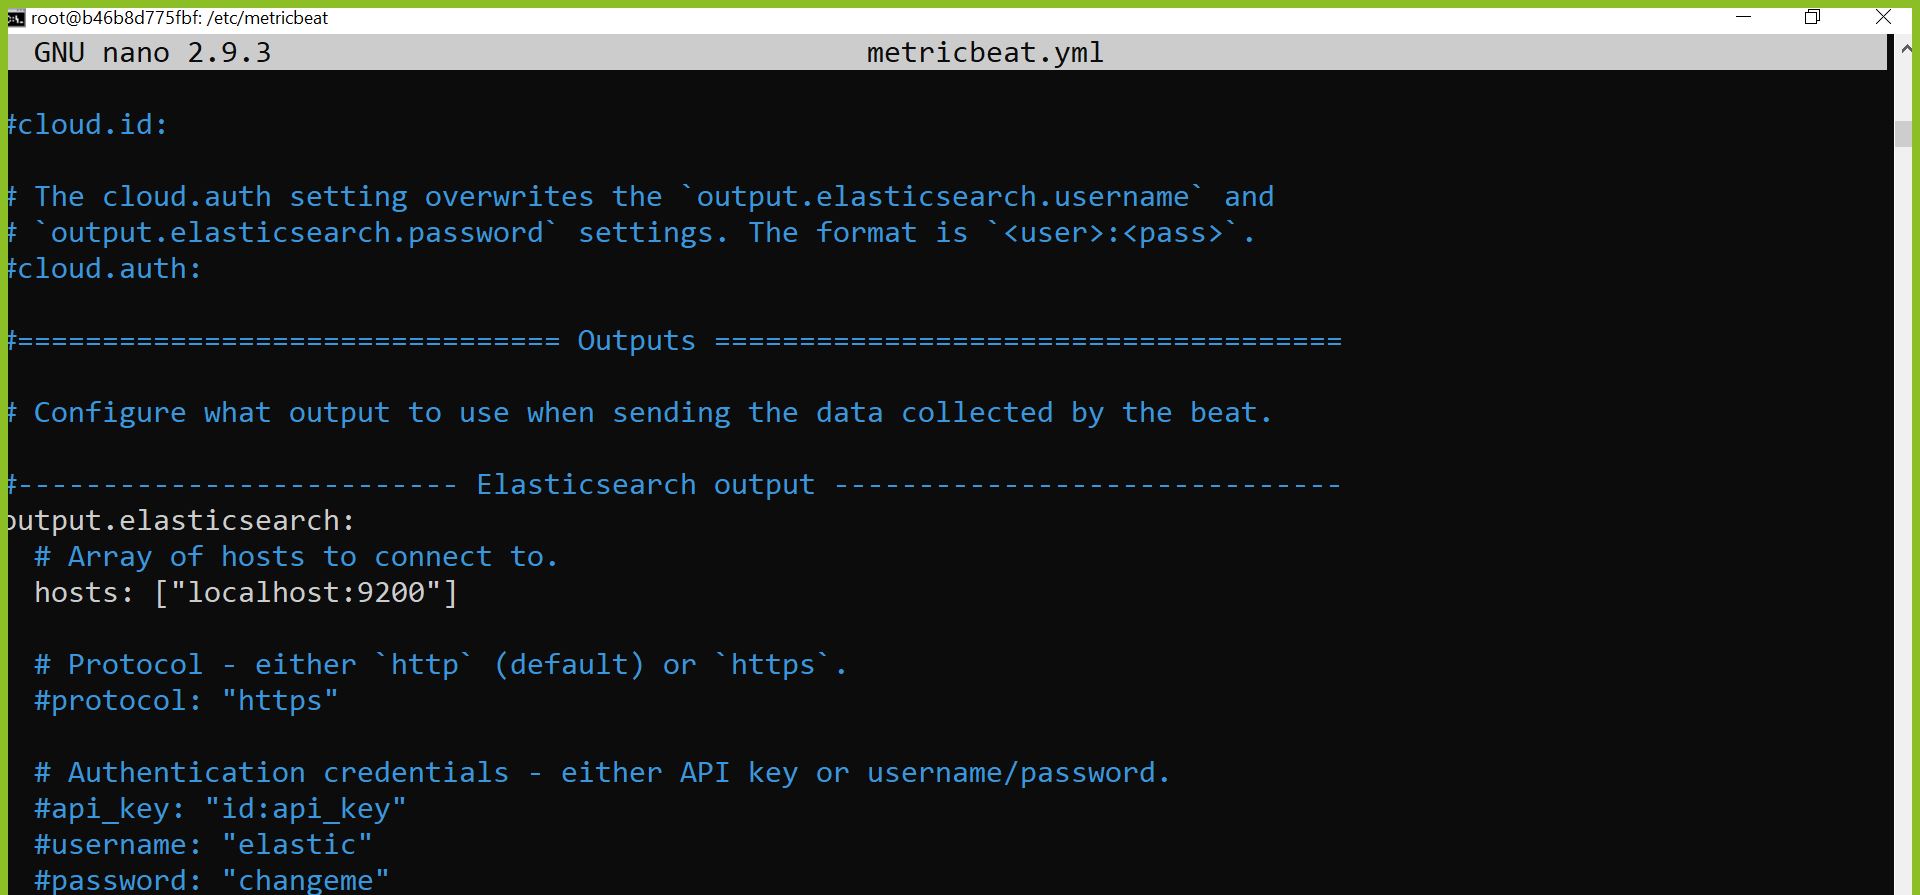 root@b46b8d775fbf: /etc/metricbeat
GNU nano 2.9.3 metricbeat.yml
#cloud.id:
# The cloud.auth setting overwrites the `output.elasticsearch.username` and
# `output.elasticsearch.password` settings. The format is `<user>:<pass>`.
#cloud.auth:
#================================ Outputs =====================================
# Configure what output to use when sending the data collected by the beat.
#-------------------------- Elasticsearch output ------------------------------
output.elasticsearch:
# Array of hosts to connect to.
hosts: ["localhost:9200"]
# Protocol - either `http` (default) or `https`.
#protocol: "https"
# Authentication credentials - either API key or username/password.
#api_key: "id:api_key"
#username: "elastic"
#password: "changeme"